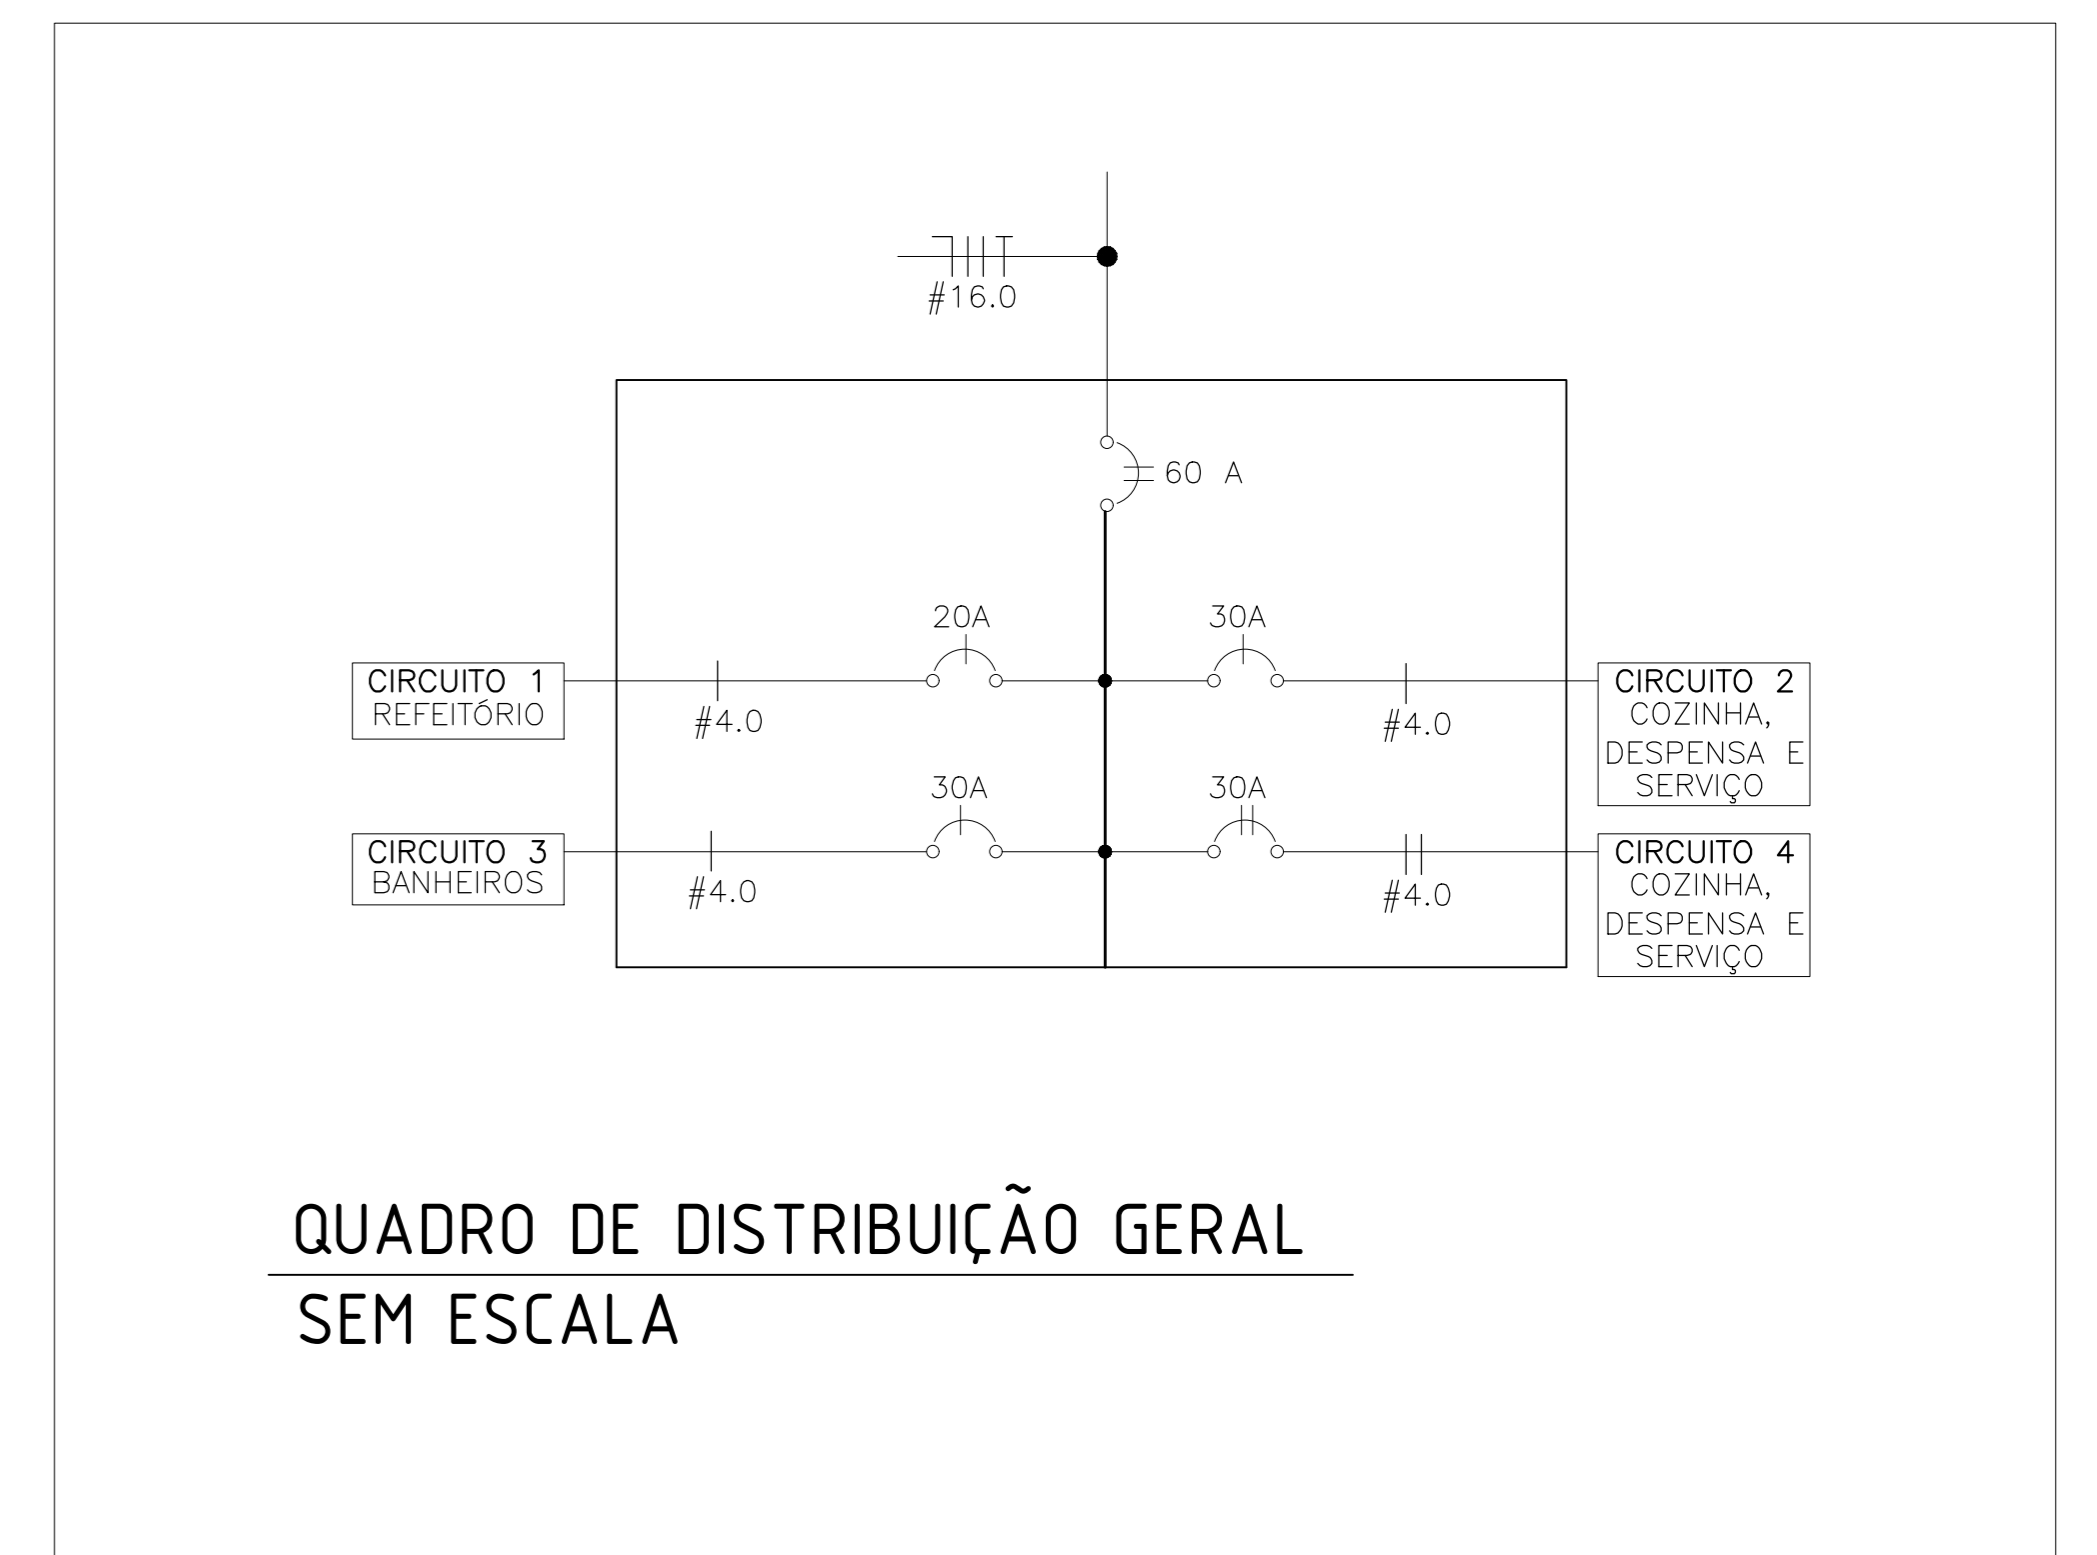 #16.0
60 A
20A
30A
CIRCUITO 1
REFEITÓRIO
#4.0
#4.0
CIRCUITO 2
COZINHA,
DESPENSA E
SERVIÇO
30A
30A
CIRCUITO 3
BANHEIROS
#4.0
#4.0
CIRCUITO 4
COZINHA,
DESPENSA E
SERVIÇO
QUADRO DE DISTRIBUIÇÃO GERAL
SEM ESCALA